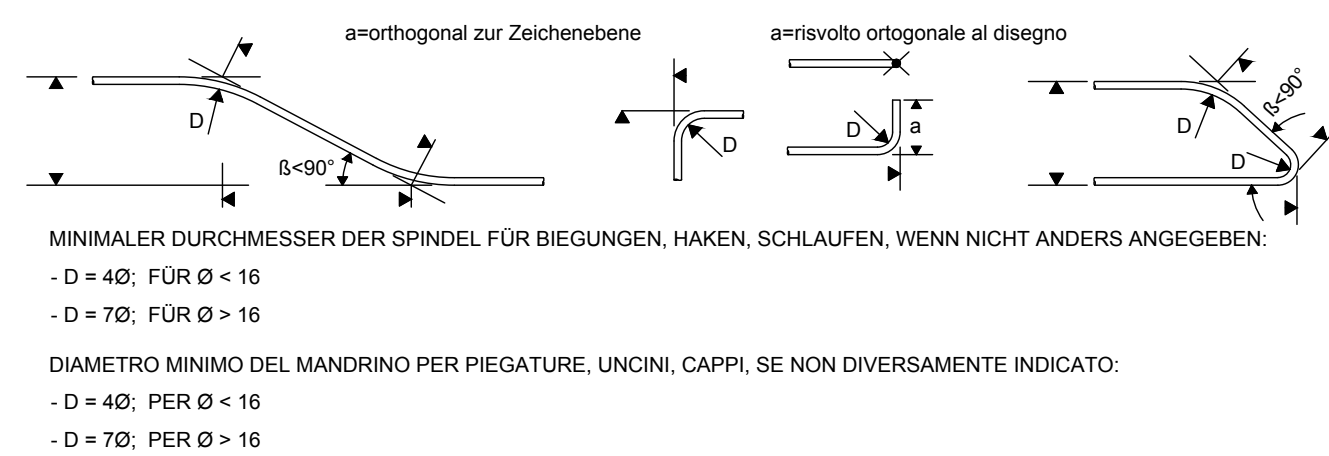 a=orthogonal zur Zeichenebene
a=risvolto ortogonale al disegno
D
ß<90°
D
D
a
D
ß<90°
D
MINIMALER DURCHMESSER DER SPINDEL FÜR BIEGUNGEN, HAKEN, SCHLAUFEN, WENN NICHT ANDERS ANGEGEBEN:
- D = 4Ø; FÜR Ø < 16
- D = 7Ø; FÜR Ø > 16
DIAMETRO MINIMO DEL MANDRINO PER PIEGATURE, UNCINI, CAPPI, SE NON DIVERSAMENTE INDICATO:
- D = 4Ø; PER Ø < 16
- D = 7Ø; PER Ø > 16